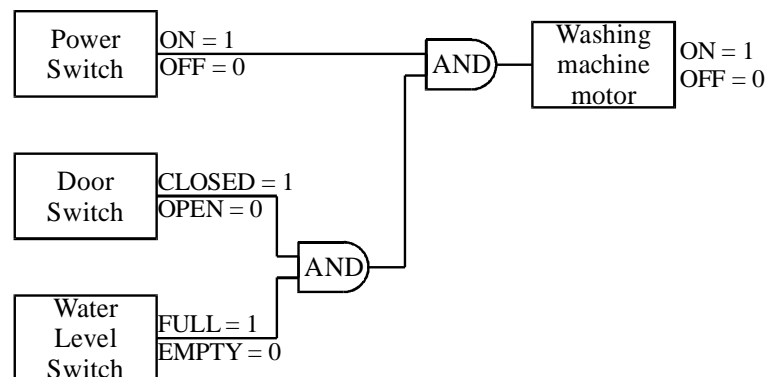 Power
Switch
ON = 1
OFF = 0
AND
Washing
machine
motor
ON = 1
OFF = 0
Door
Switch
CLOSED = 1
OPEN = 0
AND
Water
Level
Switch
FULL = 1
EMPTY = 0